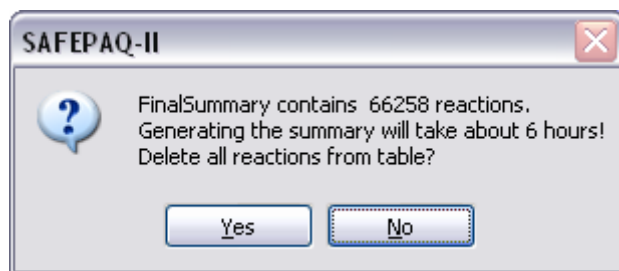 SAFEPAQ-II
FinalSummary contains  66258 reactions.
Generating the summary will take about 6 hours!
Delete all reactions from table?
Yes
No